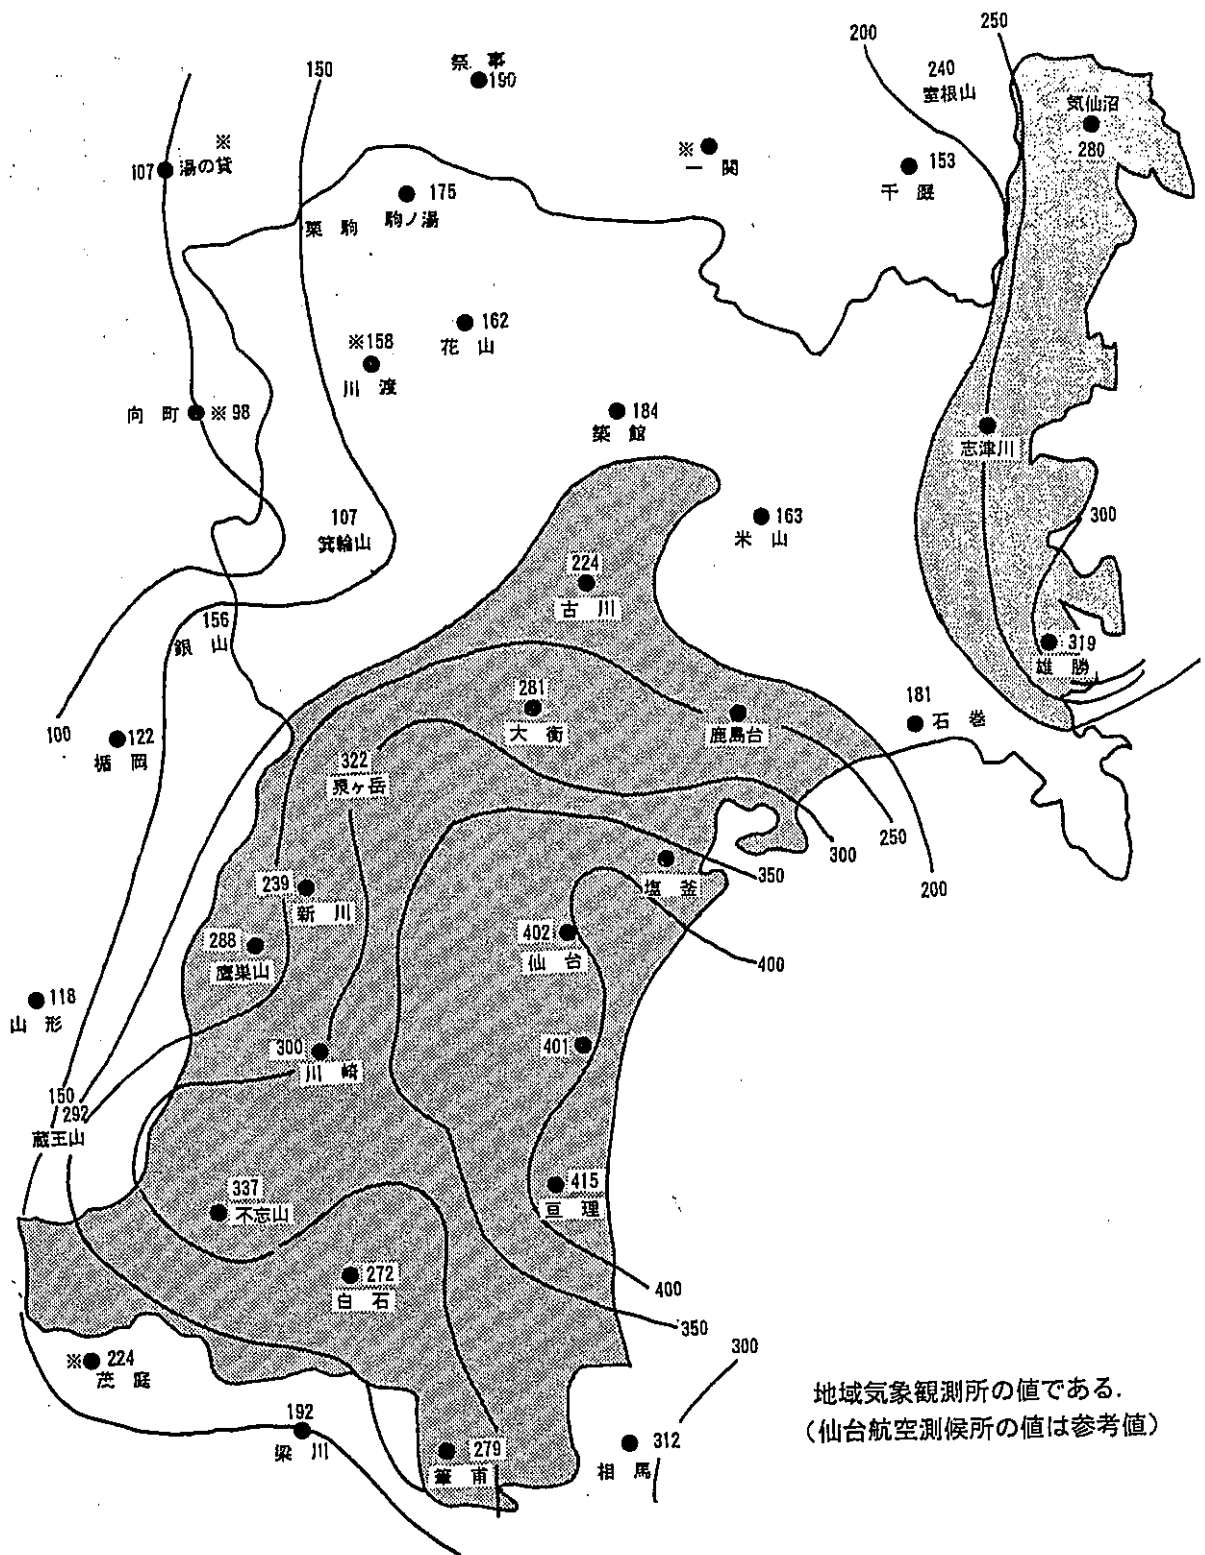 200
250
祭 事
190
150
240
室根山
気仙沼
280
※
107
湯の貸
※
一 関
153
千 厩
175
駒ノ湯
栗 駒
162
花 山
※158
川 渡
向 町
※98
184
築 館
志津川
107
箕輪山
163
米 山
300
224
古 川
156
銀 山
319
雄 勝
281
大 衡
鹿島台
181
石 巻
100
122
楯 岡
322
泉ヶ岳
250
300
350
200
塩 釜
239
新 川
288
鷹巣山
402
仙 台
400
118
山 形
300
川 崎
401
150
292
蔵王山
337
不忘山
415
亘 理
272
白 石
400
350
300
※
224
茂 庭
192
梁 川
279
筆 甫
312
相 馬
地域気象観測所の値である.
(仙台航空測候所の値は参考値)